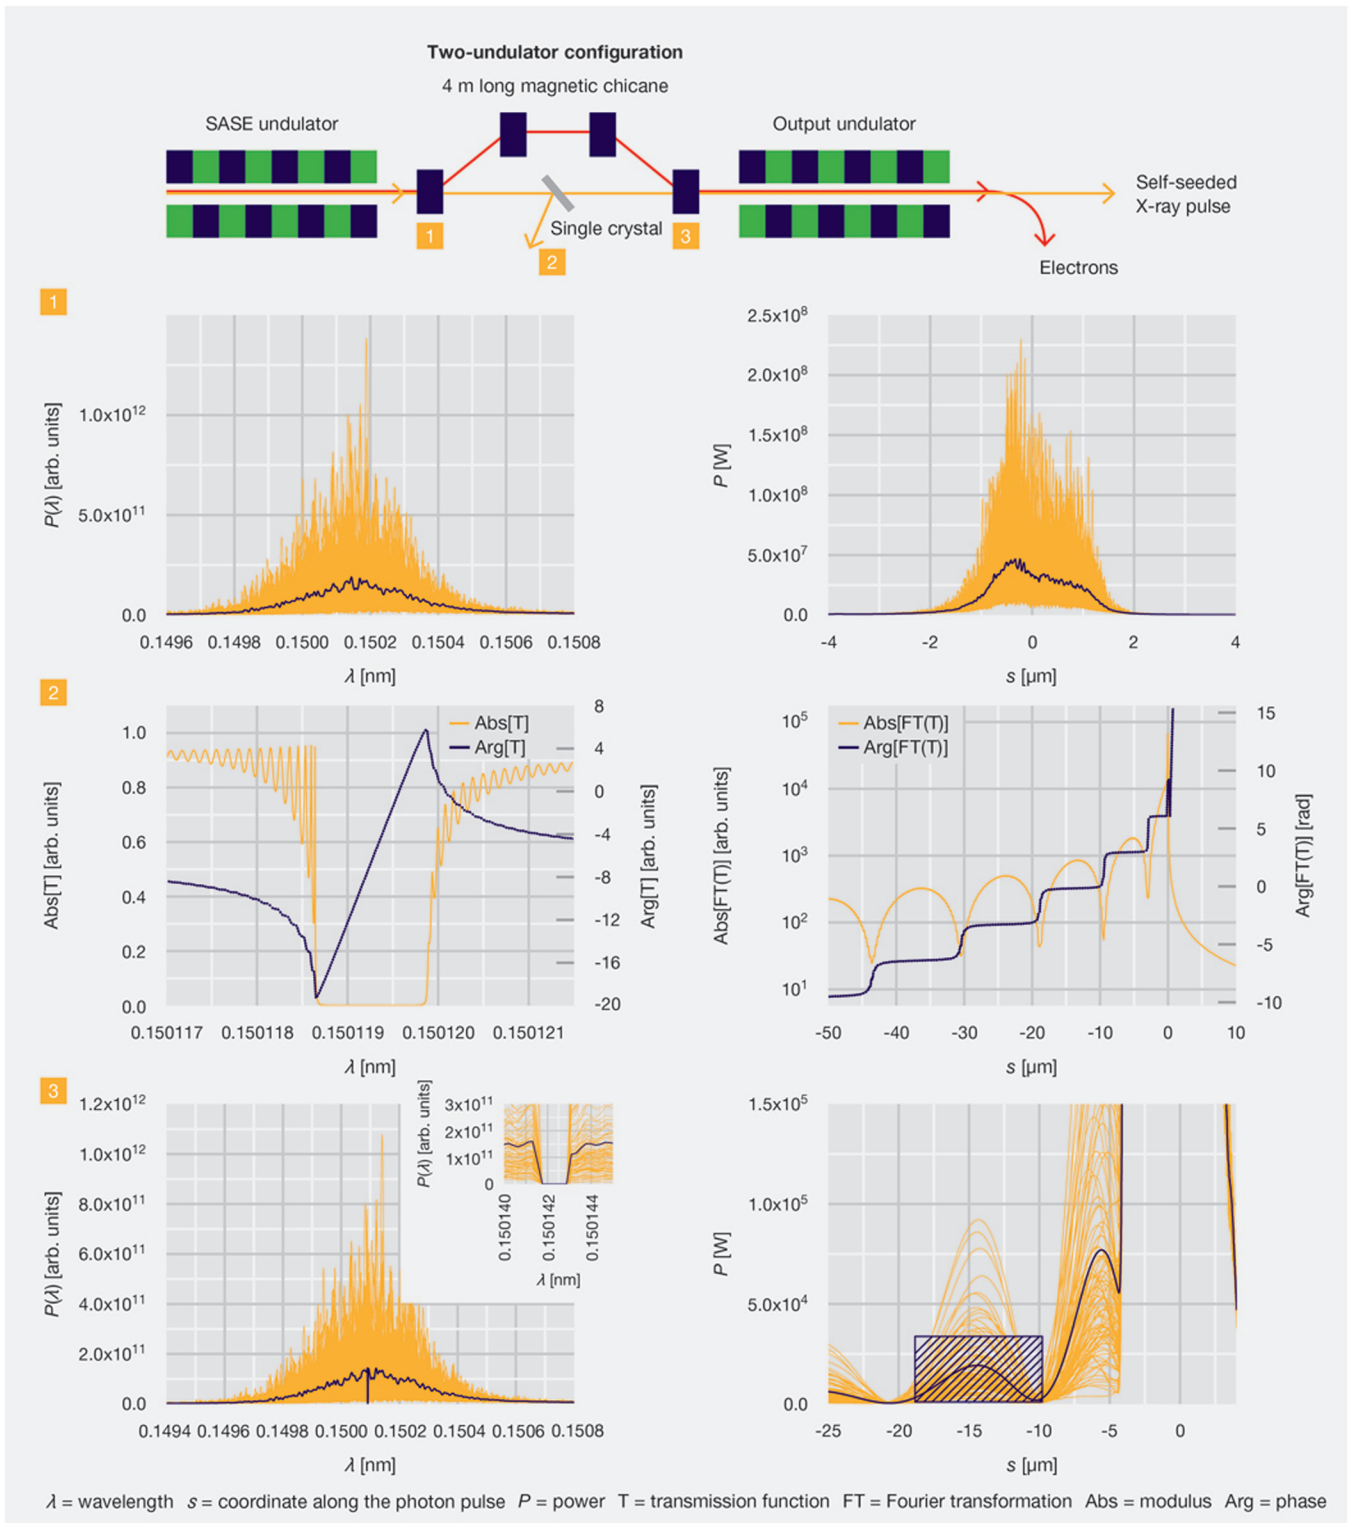 Two-undulator configuration
4 m long magnetic chicane
SASE undulator
Output undulator
Self-seeded
X-ray pulse
Single crystal
1
2
3
Electrons
1
P(λ) [arb. units]
1.0x10¹²
5.0x10¹¹
0.0
0.1496 0.1498 0.1500 0.1502 0.1504 0.1506 0.1508
λ [nm]
P [W]
2.5x10⁸
2.0x10⁸
1.5x10⁸
1.0x10⁸
5.0x10⁷
0.0
-4 -2 0 2 4
s [µm]
2
Abs[T] [arb. units]
1.0
0.8
0.6
0.4
0.2
0.0
Abs[T]
Arg[T]
8
4
0
-4
-8
-12
-16
-20
Arg[T] [arb. units]
0.150117 0.150118 0.150119 0.150120 0.150121
λ [nm]
Abs[FT(T)] [arb. units]
10⁵
10⁴
10³
10²
10¹
Abs[FT(T)]
Arg[FT(T)]
15
10
5
0
-5
-10
Arg[FT(T)] [rad]
-50 -40 -30 -20 -10 0 10
s [µm]
3
P(λ) [arb. units]
1.2x10¹²
1.0x10¹²
8.0x10¹¹
6.0x10¹¹
4.0x10¹¹
2.0x10¹¹
0.0
0.1494 0.1496 0.1498 0.1500 0.1502 0.1504 0.1506 0.1508
λ [nm]
P(λ) [arb. units]
3x10¹¹
2x10¹¹
1x10¹¹
0
0.150140
0.150142
0.150144
λ [nm]
P [W]
1.5x10⁵
1.0x10⁵
5.0x10⁴
0.0
-25 -20 -15 -10 -5 0
s [µm]
λ = wavelength s = coordinate along the photon pulse P = power T = transmission function FT = Fourier transformation Abs = modulus Arg = phase